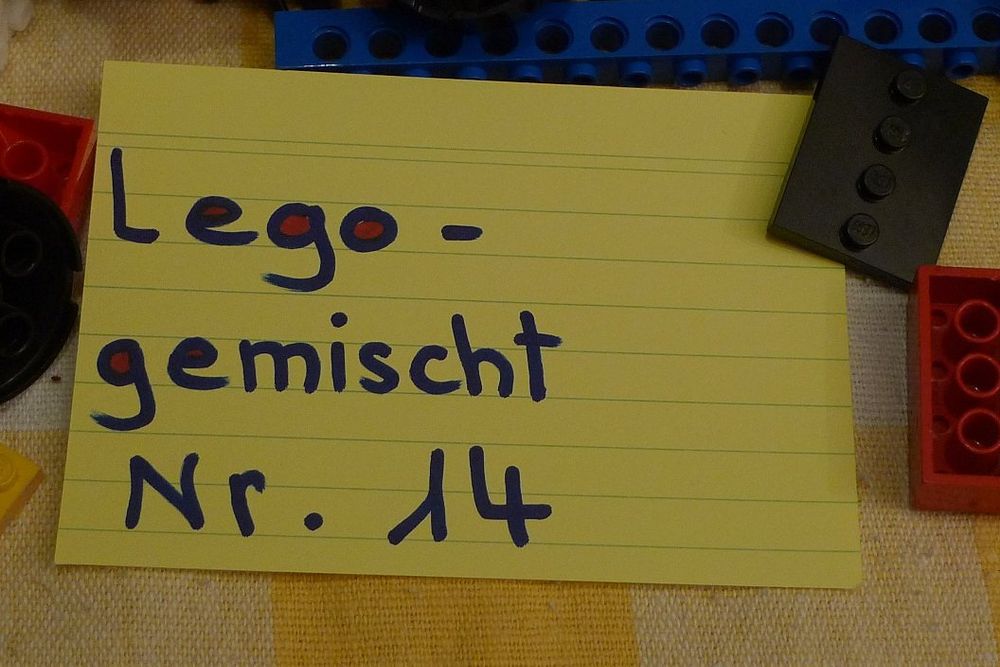 Lego -
gemischt
Nr. 14